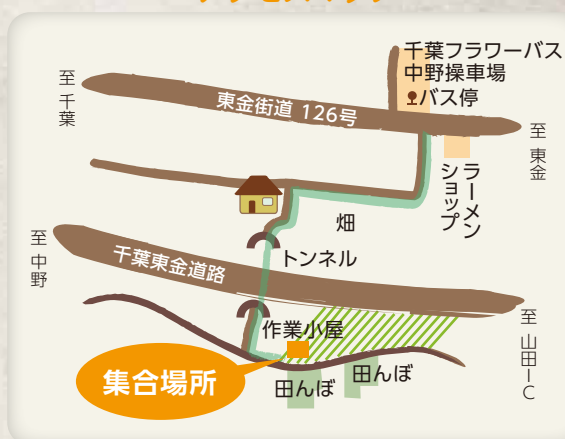 千葉フラワーバス
中野操車場
バス停
至 千葉
東金街道 126号
至 東金
ラーメン
ショップ
畑
トンネル
至 中野
千葉東金道路
作業小屋
至 山田IC
集合場所
田んぼ
田んぼ